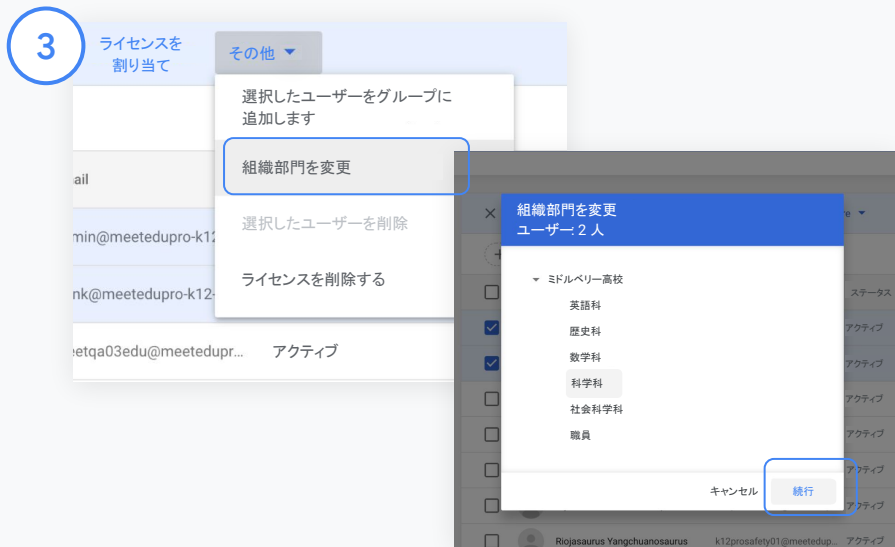 3
ライセンスを
割り当て
その他
選択したユーザーをグループに
追加します
組織部門を変更
選択したユーザーを削除
ライセンスを削除する
ail
min@meetedupro-k12
nk@meetedupro-k12-
eetqa03edu@meetedupr... アクティブ
組織部門を変更
ユーザー: 2 人
ミドルベリー高校
英語科
歴史科
数学科
科学科
社会科学科
職員
キャンセル 続行
re
ステータス
アクティブ
アクティブ
アクティブ
アクティブ
アクティブ
アクティブ
Riojasaurus Yangchuanosaurus k12prosafety01@meetedup... アクティブ